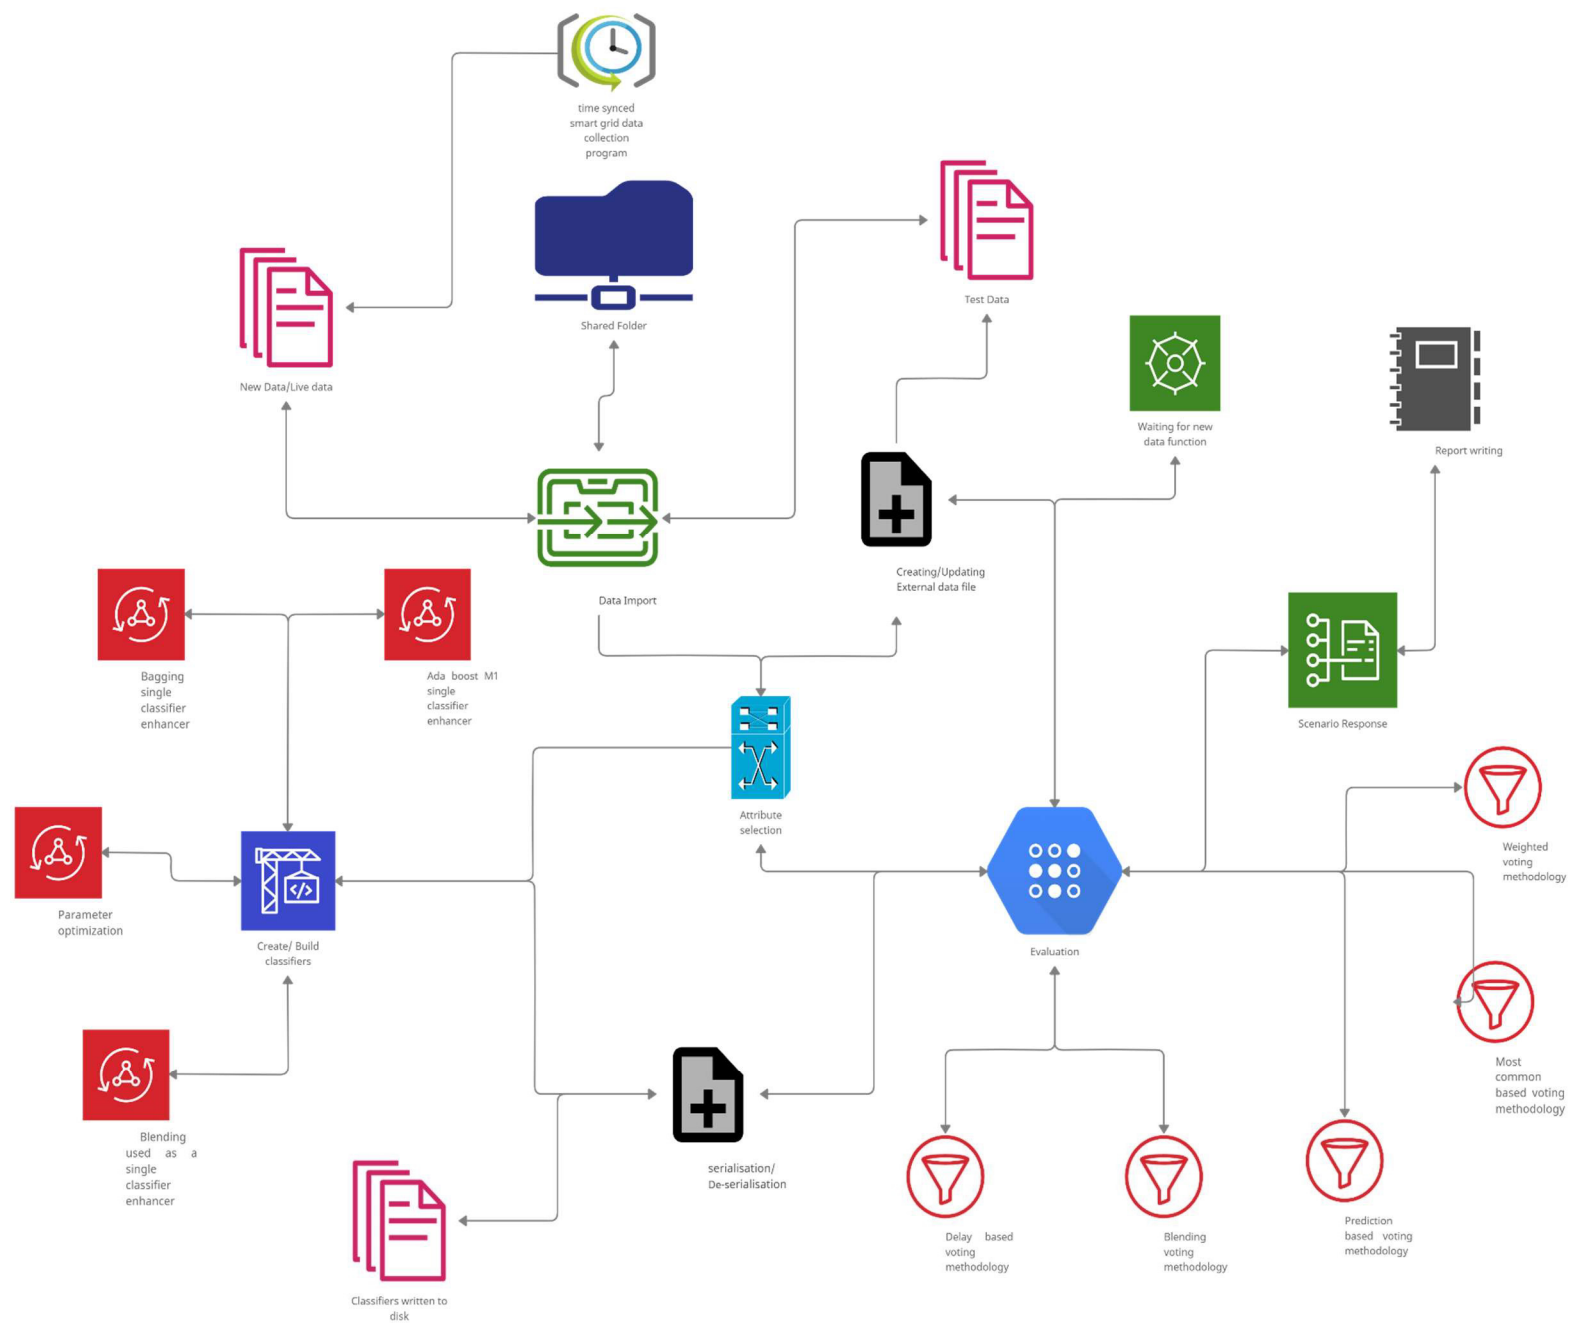 time synced
smart grid data
collection
program
Shared Folder
Test Data
New Data/Live data
Waiting for new
data function
Report writing
Creating/Updating
External data file
Data Import
Bagging
single
classifier
enhancer
Ada boost M1
single
classifier
enhancer
Scenario Response
Attribute
selection
Weighted
voting
methodology
Parameter
optimization
</>
Create/ Build
classifiers
Evaluation
Most
common
based voting
methodology
Blending
used as a
single
classifier
enhancer
serialisation/
De-serialisation
Delay based
voting
methodology
Blending
voting
methodology
Prediction
based voting
methodology
Classifiers written to
disk